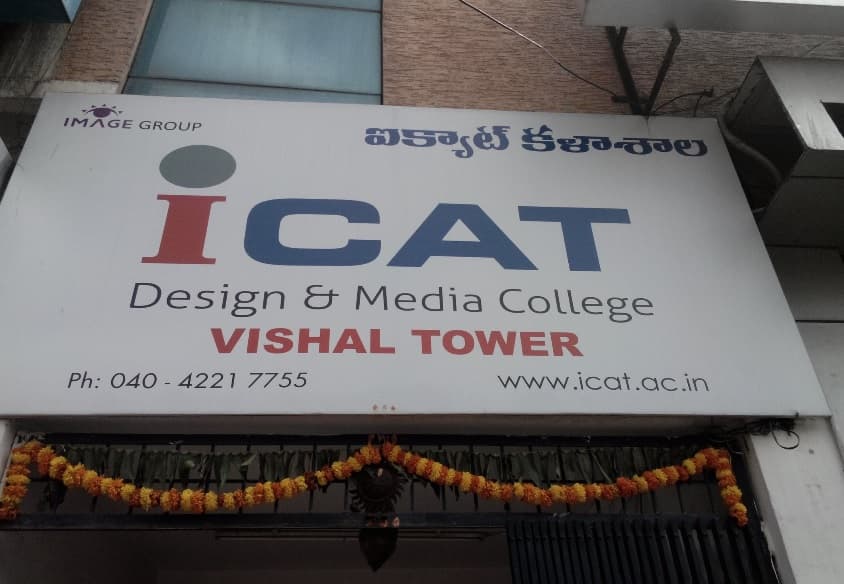 IMAGE GROUP
ఐక్యాట్ కళాశాల
iCAT
Design & Media College
VISHAL TOWER
Ph: 040 - 4221 7755
www.icat.ac.in